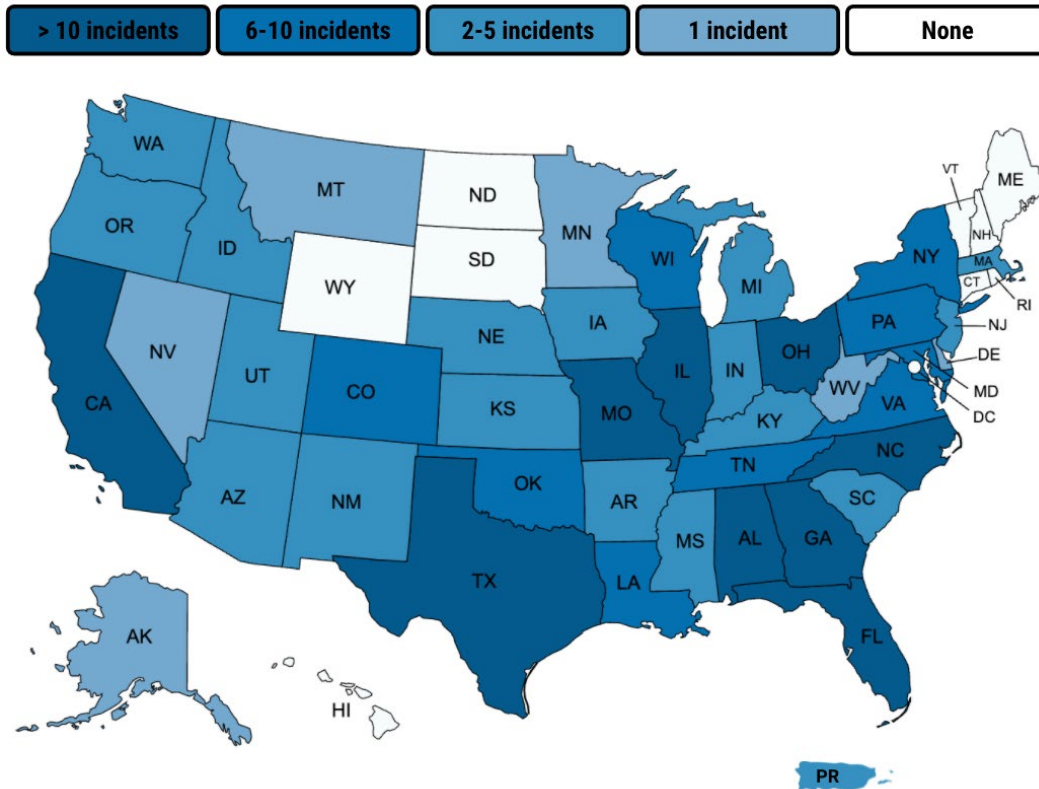 > 10 incidents 6-10 incidents 2-5 incidents 1 incident None
WA
MT
ND
VT
ME
OR
ID
MN
NH
SD
WI
NY
MA
WY
MI
CT
RI
NE
IA
PA
NJ
NV
OH
DE
UT
IL
IN
CA
CO
WV
MD
KS
MO
VA
DC
KY
NC
TN
OK
AZ
NM
AR
SC
MS
AL
GA
TX
LA
AK
FL
HI
PR